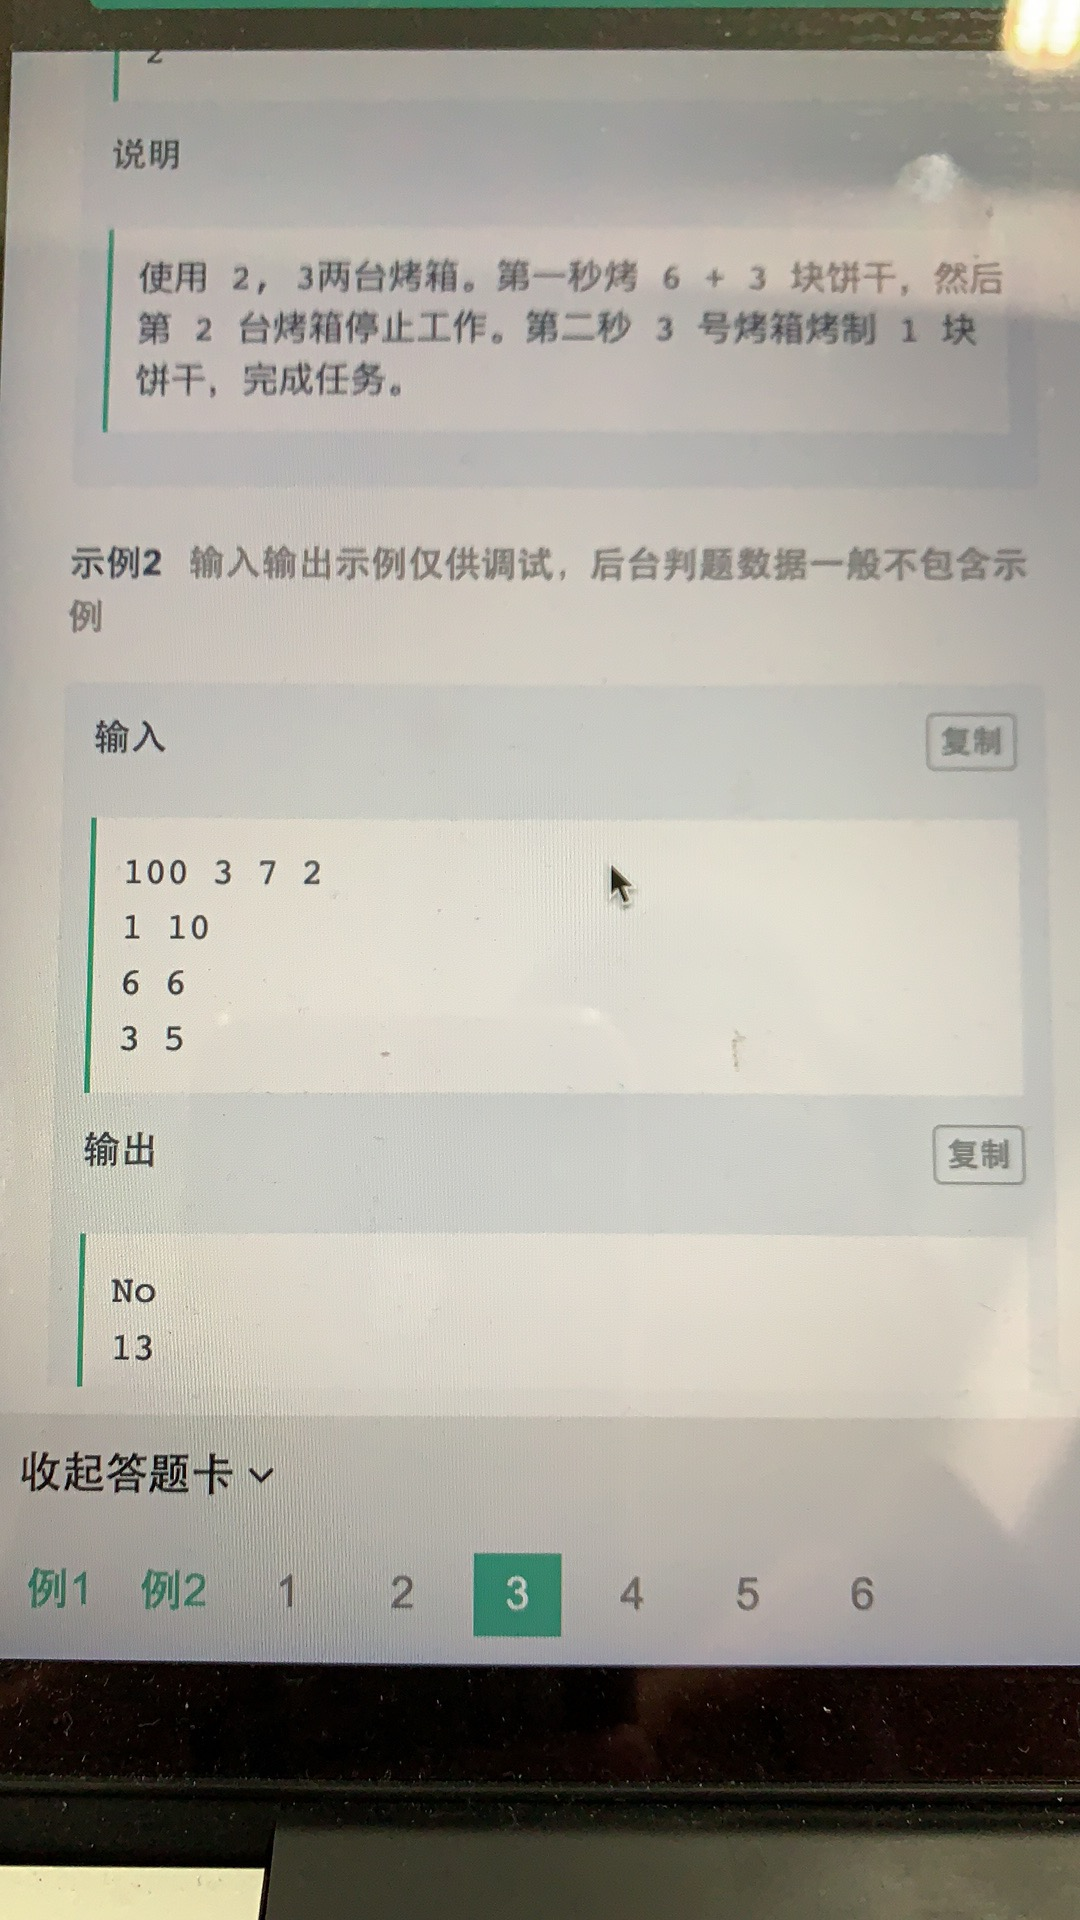 2
说明
使用 2, 3两台烤箱。第一秒烤 6 + 3 块饼干，然后
第 2 台烤箱停止工作。第二秒 3 号烤箱烤制 1 块
饼干，完成任务。
示例2 输入输出示例仅供调试，后台判题数据一般不包含示
例
输入 复制
100 3 7 2
1 10
6 6
3 5
输出 复制
No
13
收起答题卡
例1 例2 1 2 3 4 5 6